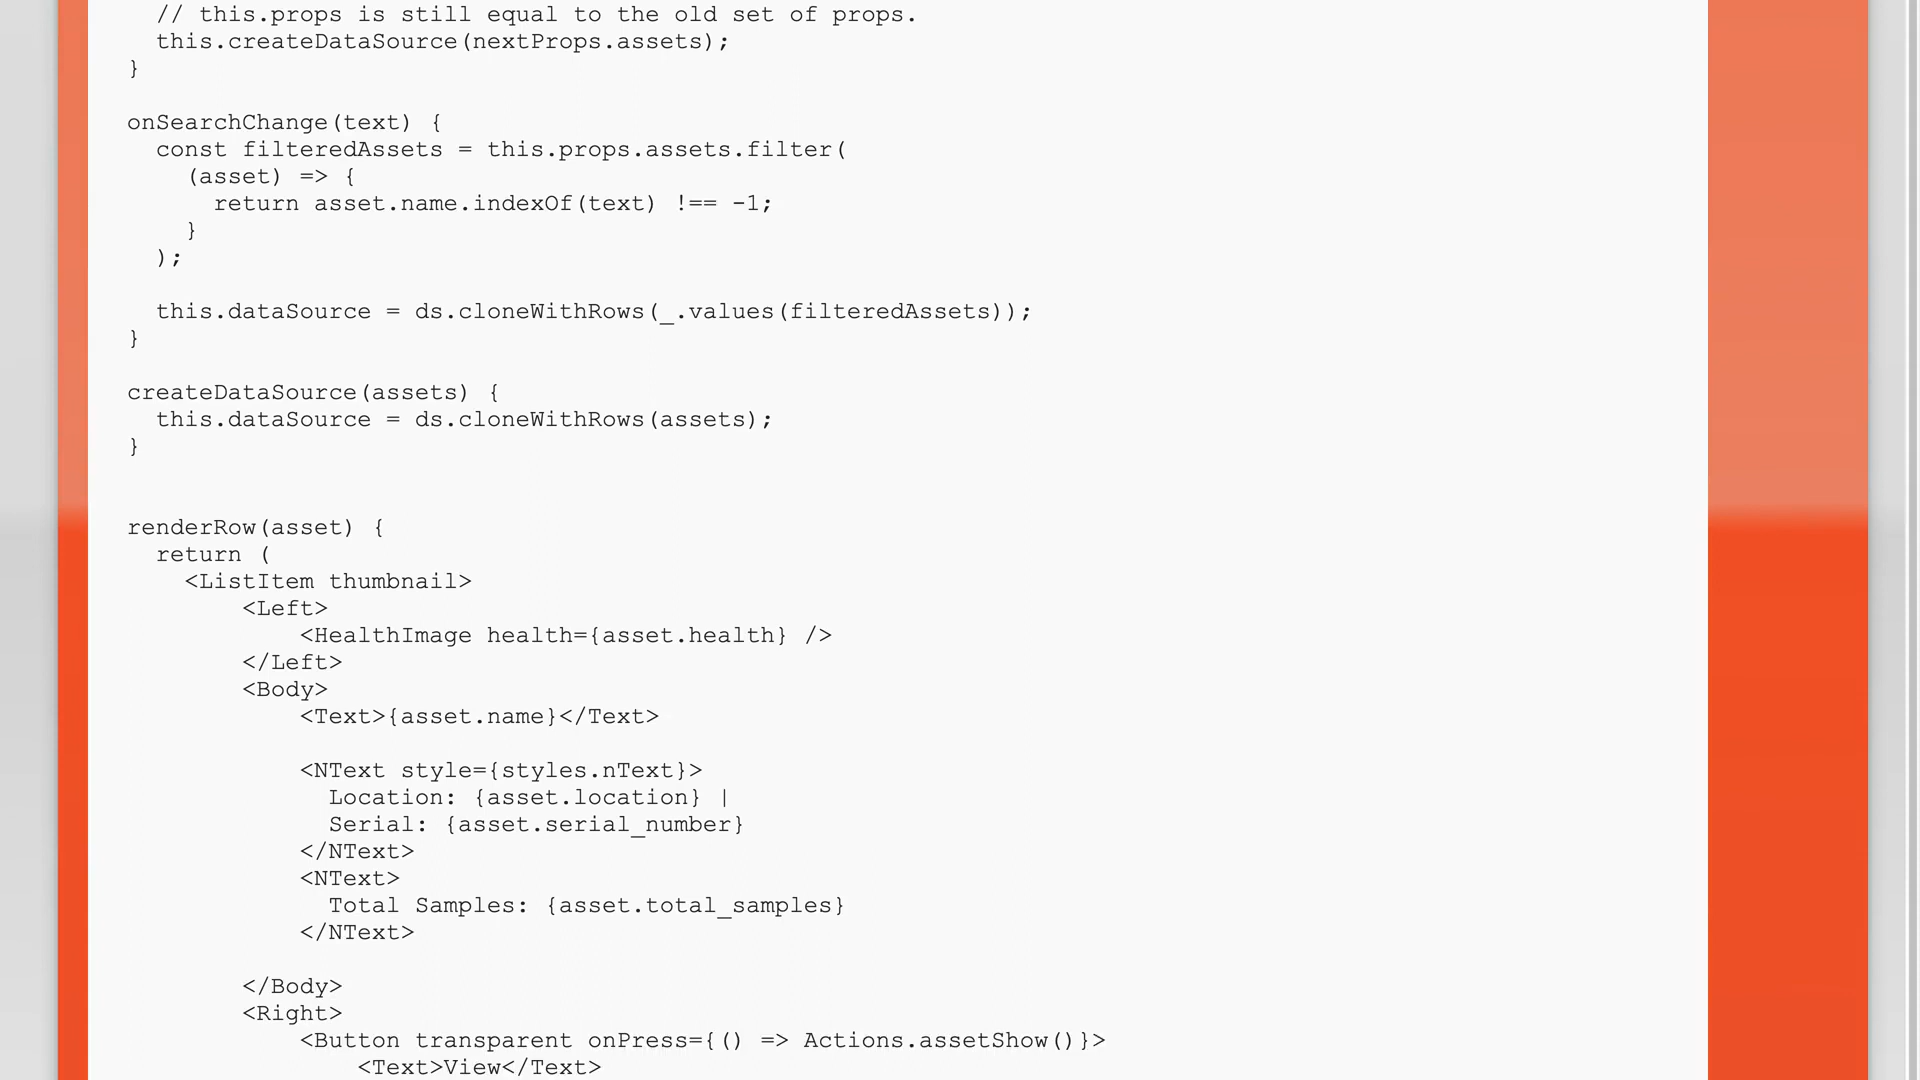 // this.props is still equal to the old set of props.
this.createDataSource(nextProps.assets);
}
onSearchChange(text) {
const filteredAssets = this.props.assets.filter(
(asset) => {
return asset.name.indexOf(text) !== -1;
}
);
this.dataSource = ds.cloneWithRows(_.values(filteredAssets));
}
createDataSource(assets) {
this.dataSource = ds.cloneWithRows(assets);
}
renderRow(asset) {
return (
<ListItem thumbnail>
<Left>
<HealthImage health={asset.health} />
</Left>
<Body>
<Text>{asset.name}</Text>
<NText style={styles.nText}>
Location: {asset.location} |
Serial: {asset.serial_number}
</NText>
<NText>
Total Samples: {asset.total_samples}
</NText>
</Body>
<Right>
<Button transparent onPress={() => Actions.assetShow()}>
<Text>View</Text>